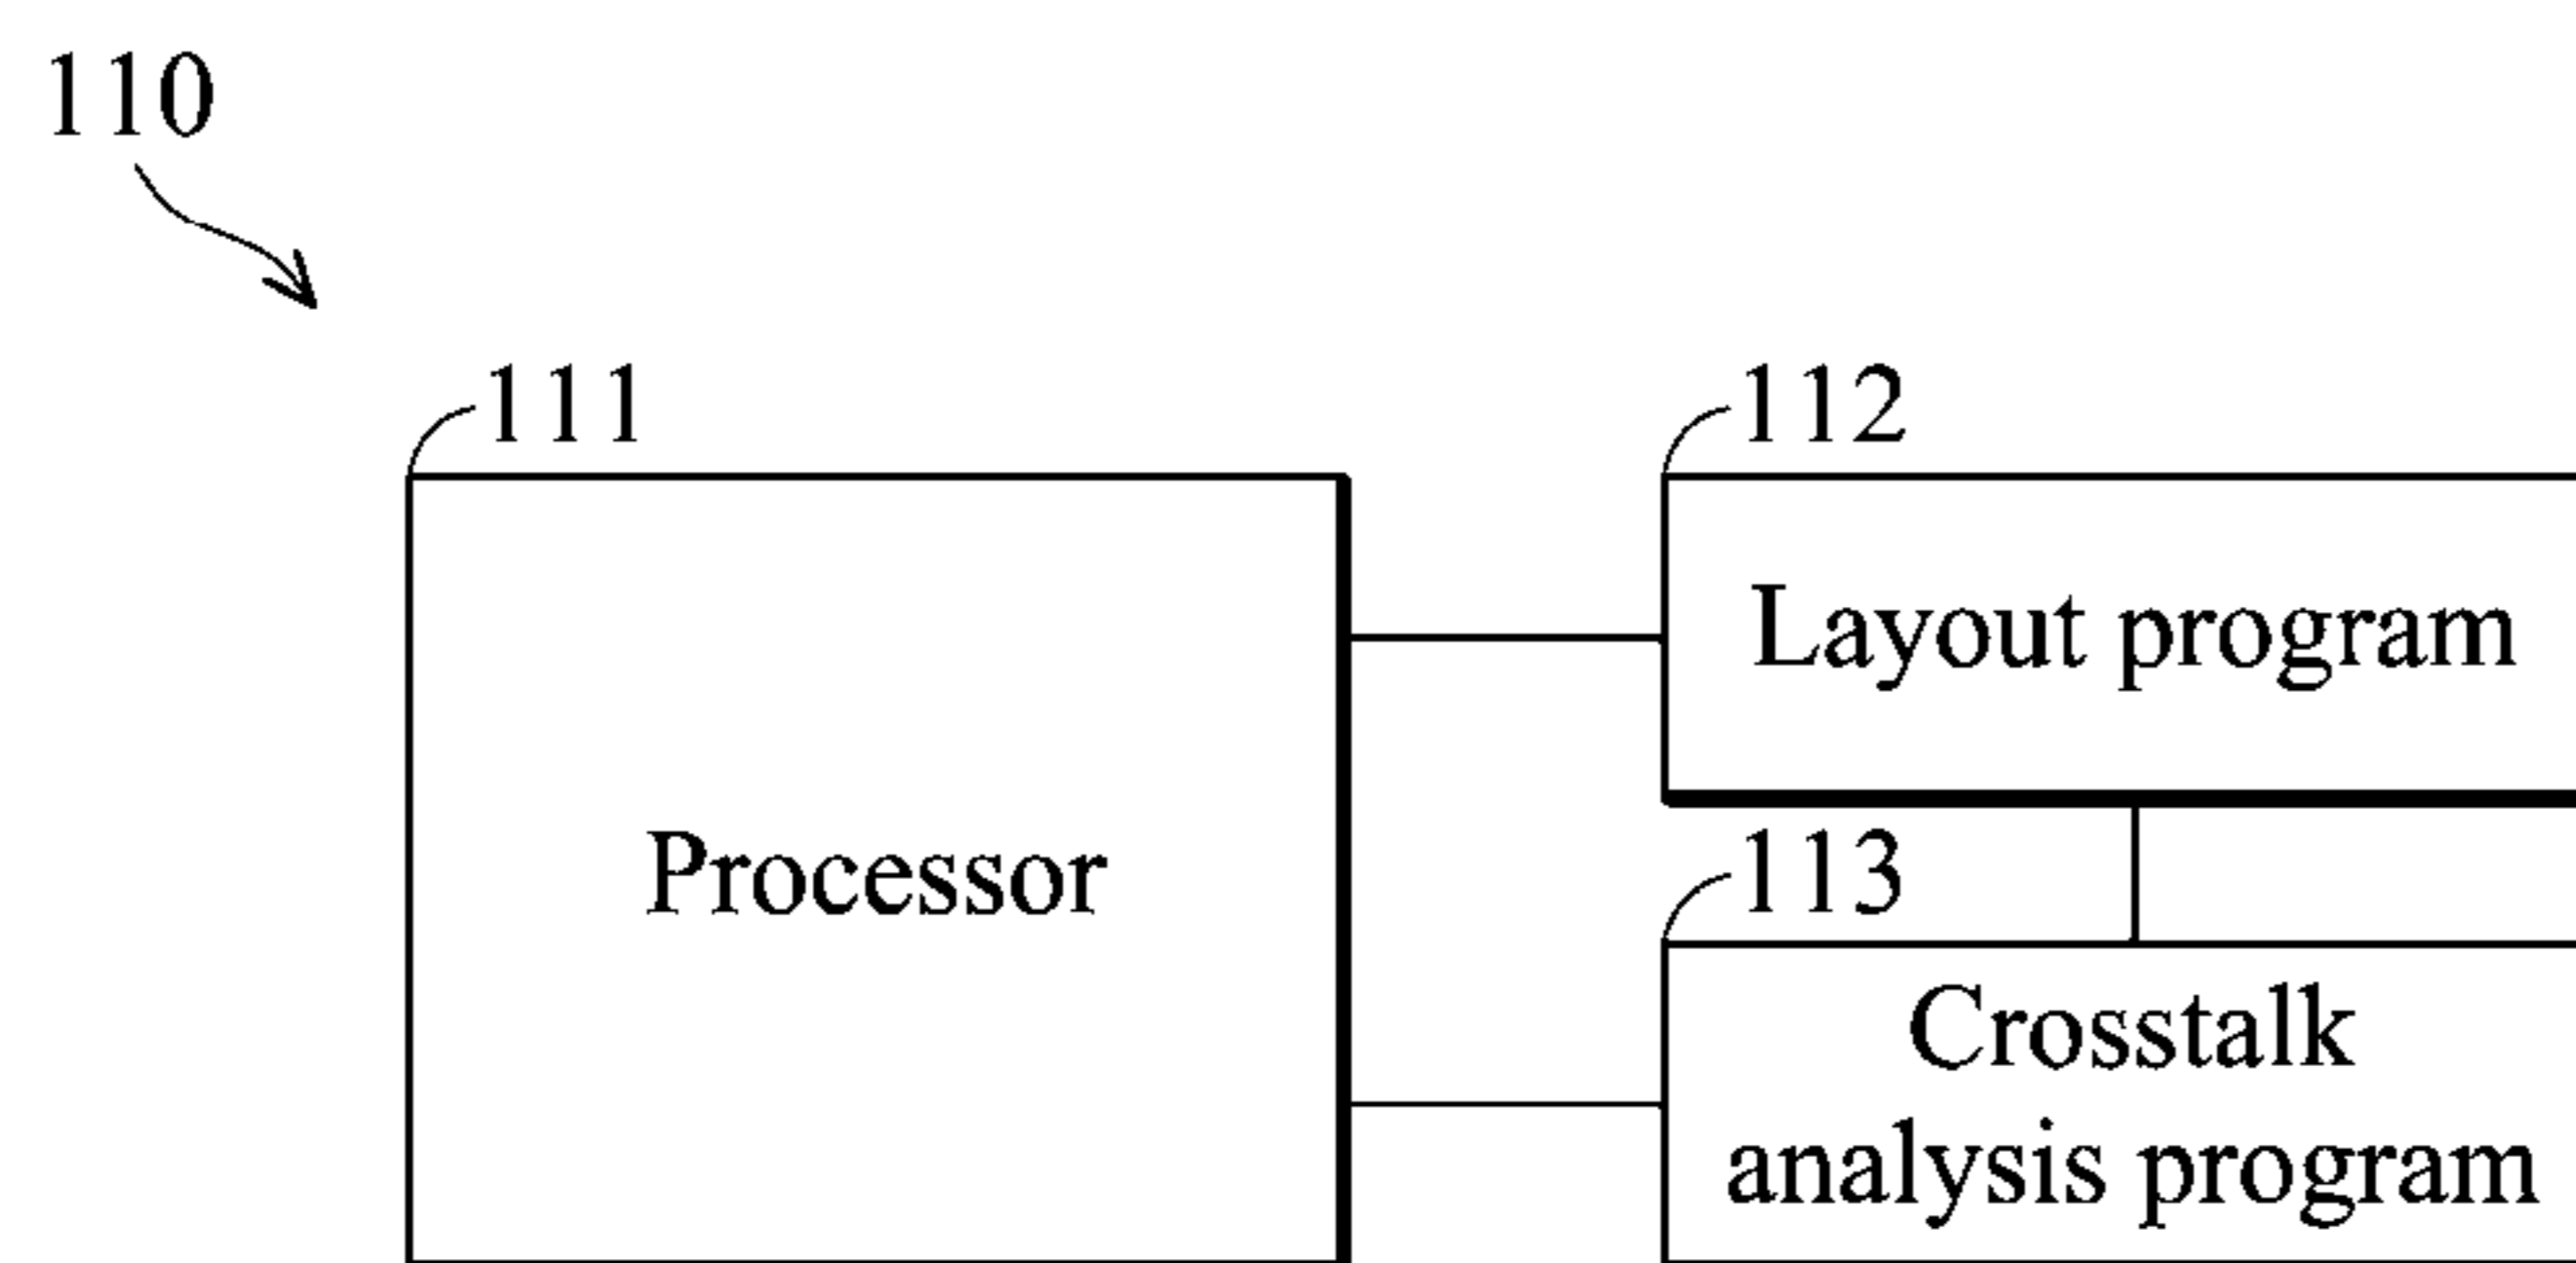 110
111
112
Layout program
Processor
113
Crosstalk
analysis program